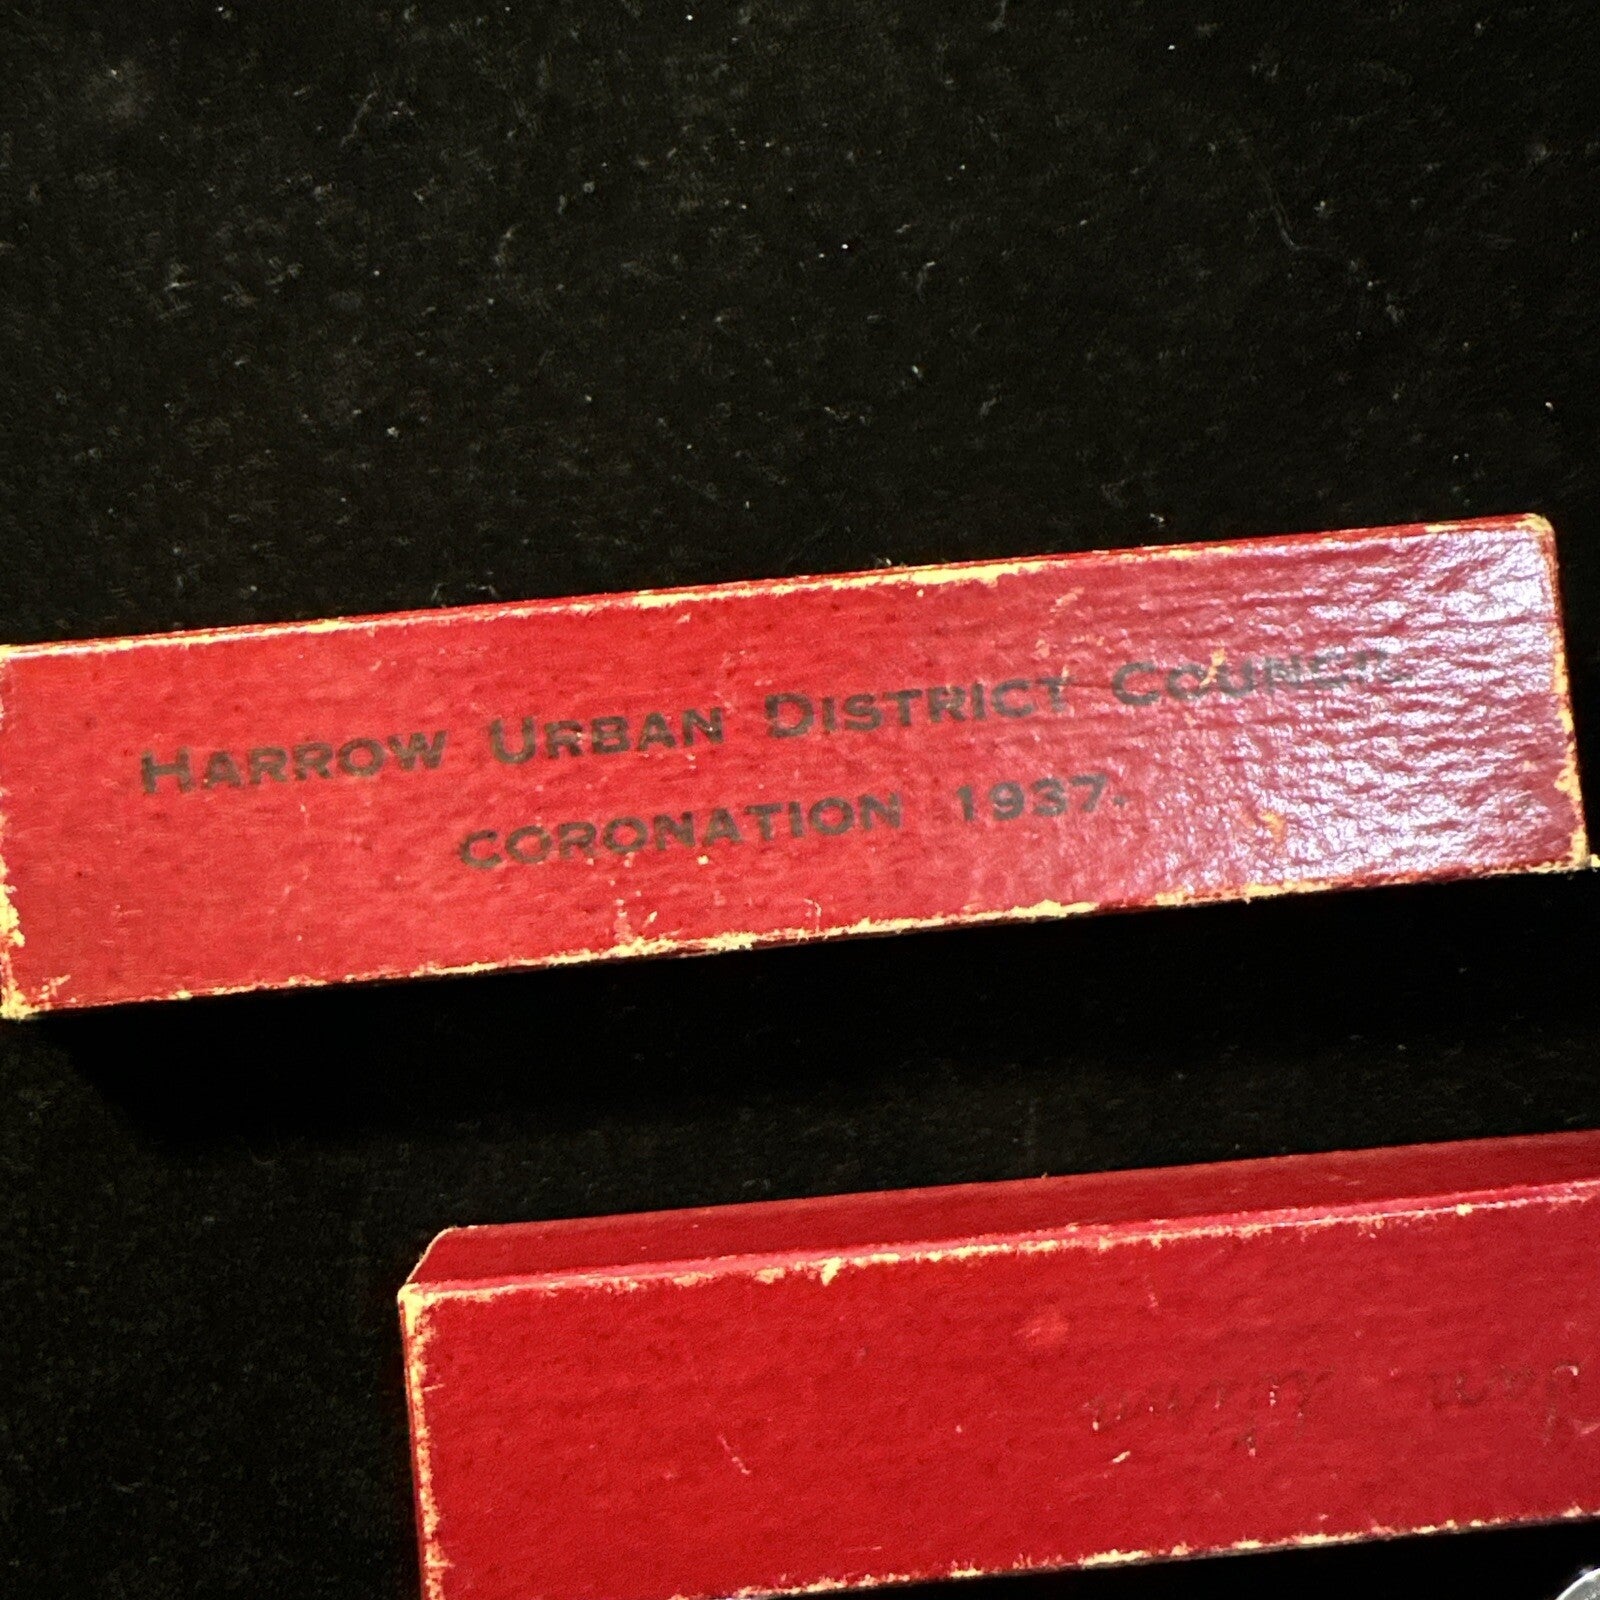 HARROW URBAN DISTRICT COUNCIL
CORONATION 1937.